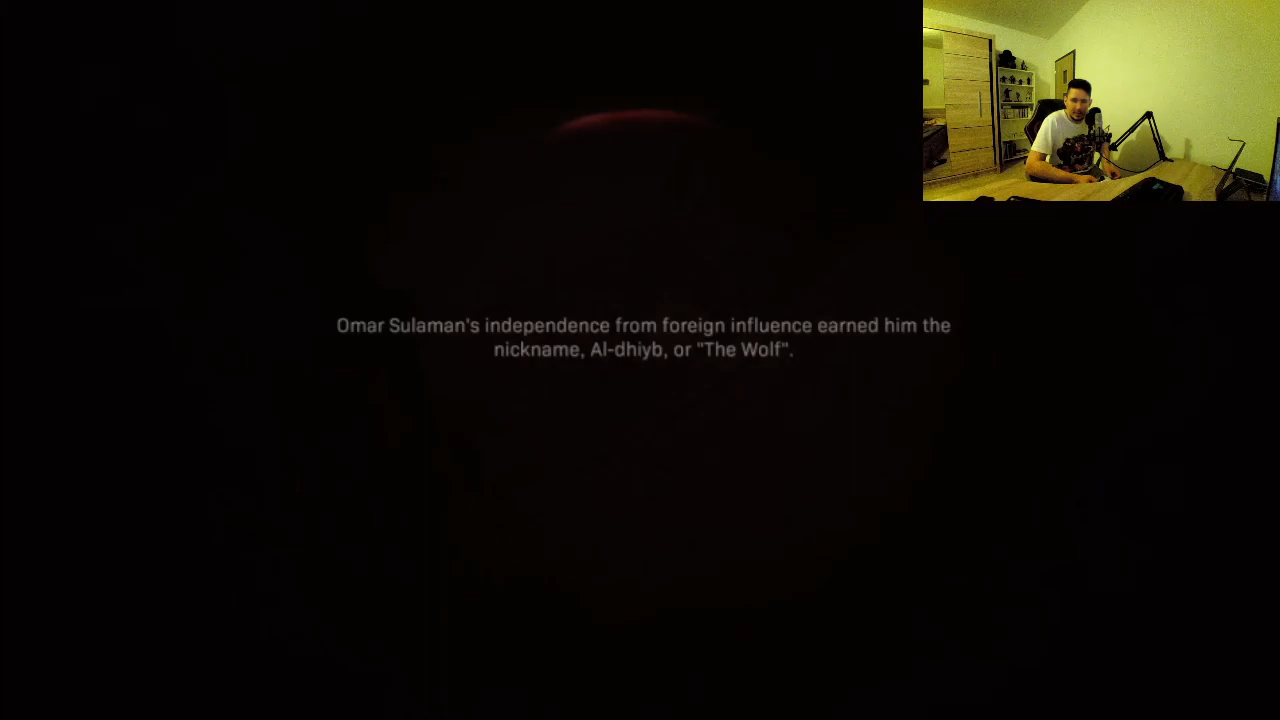 Omar Sulaman's independence from foreign influence earned him the
nickname, Al-dhiyb, or "The Wolf".